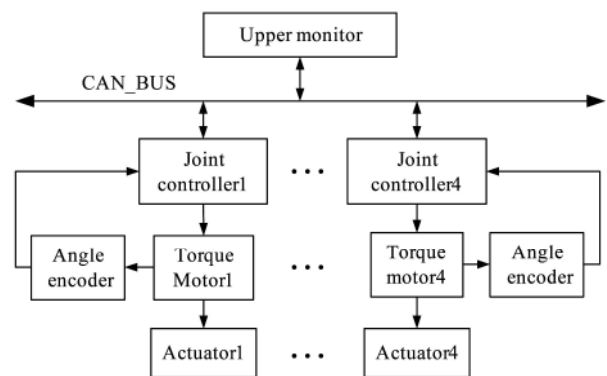 Upper monitor
CAN_BUS
Joint
controller1
...
Joint
controller4
Angle
encoder
Torque
Motor1
...
Torque
motor4
Angle
encoder
Actuator1
...
Actuator4